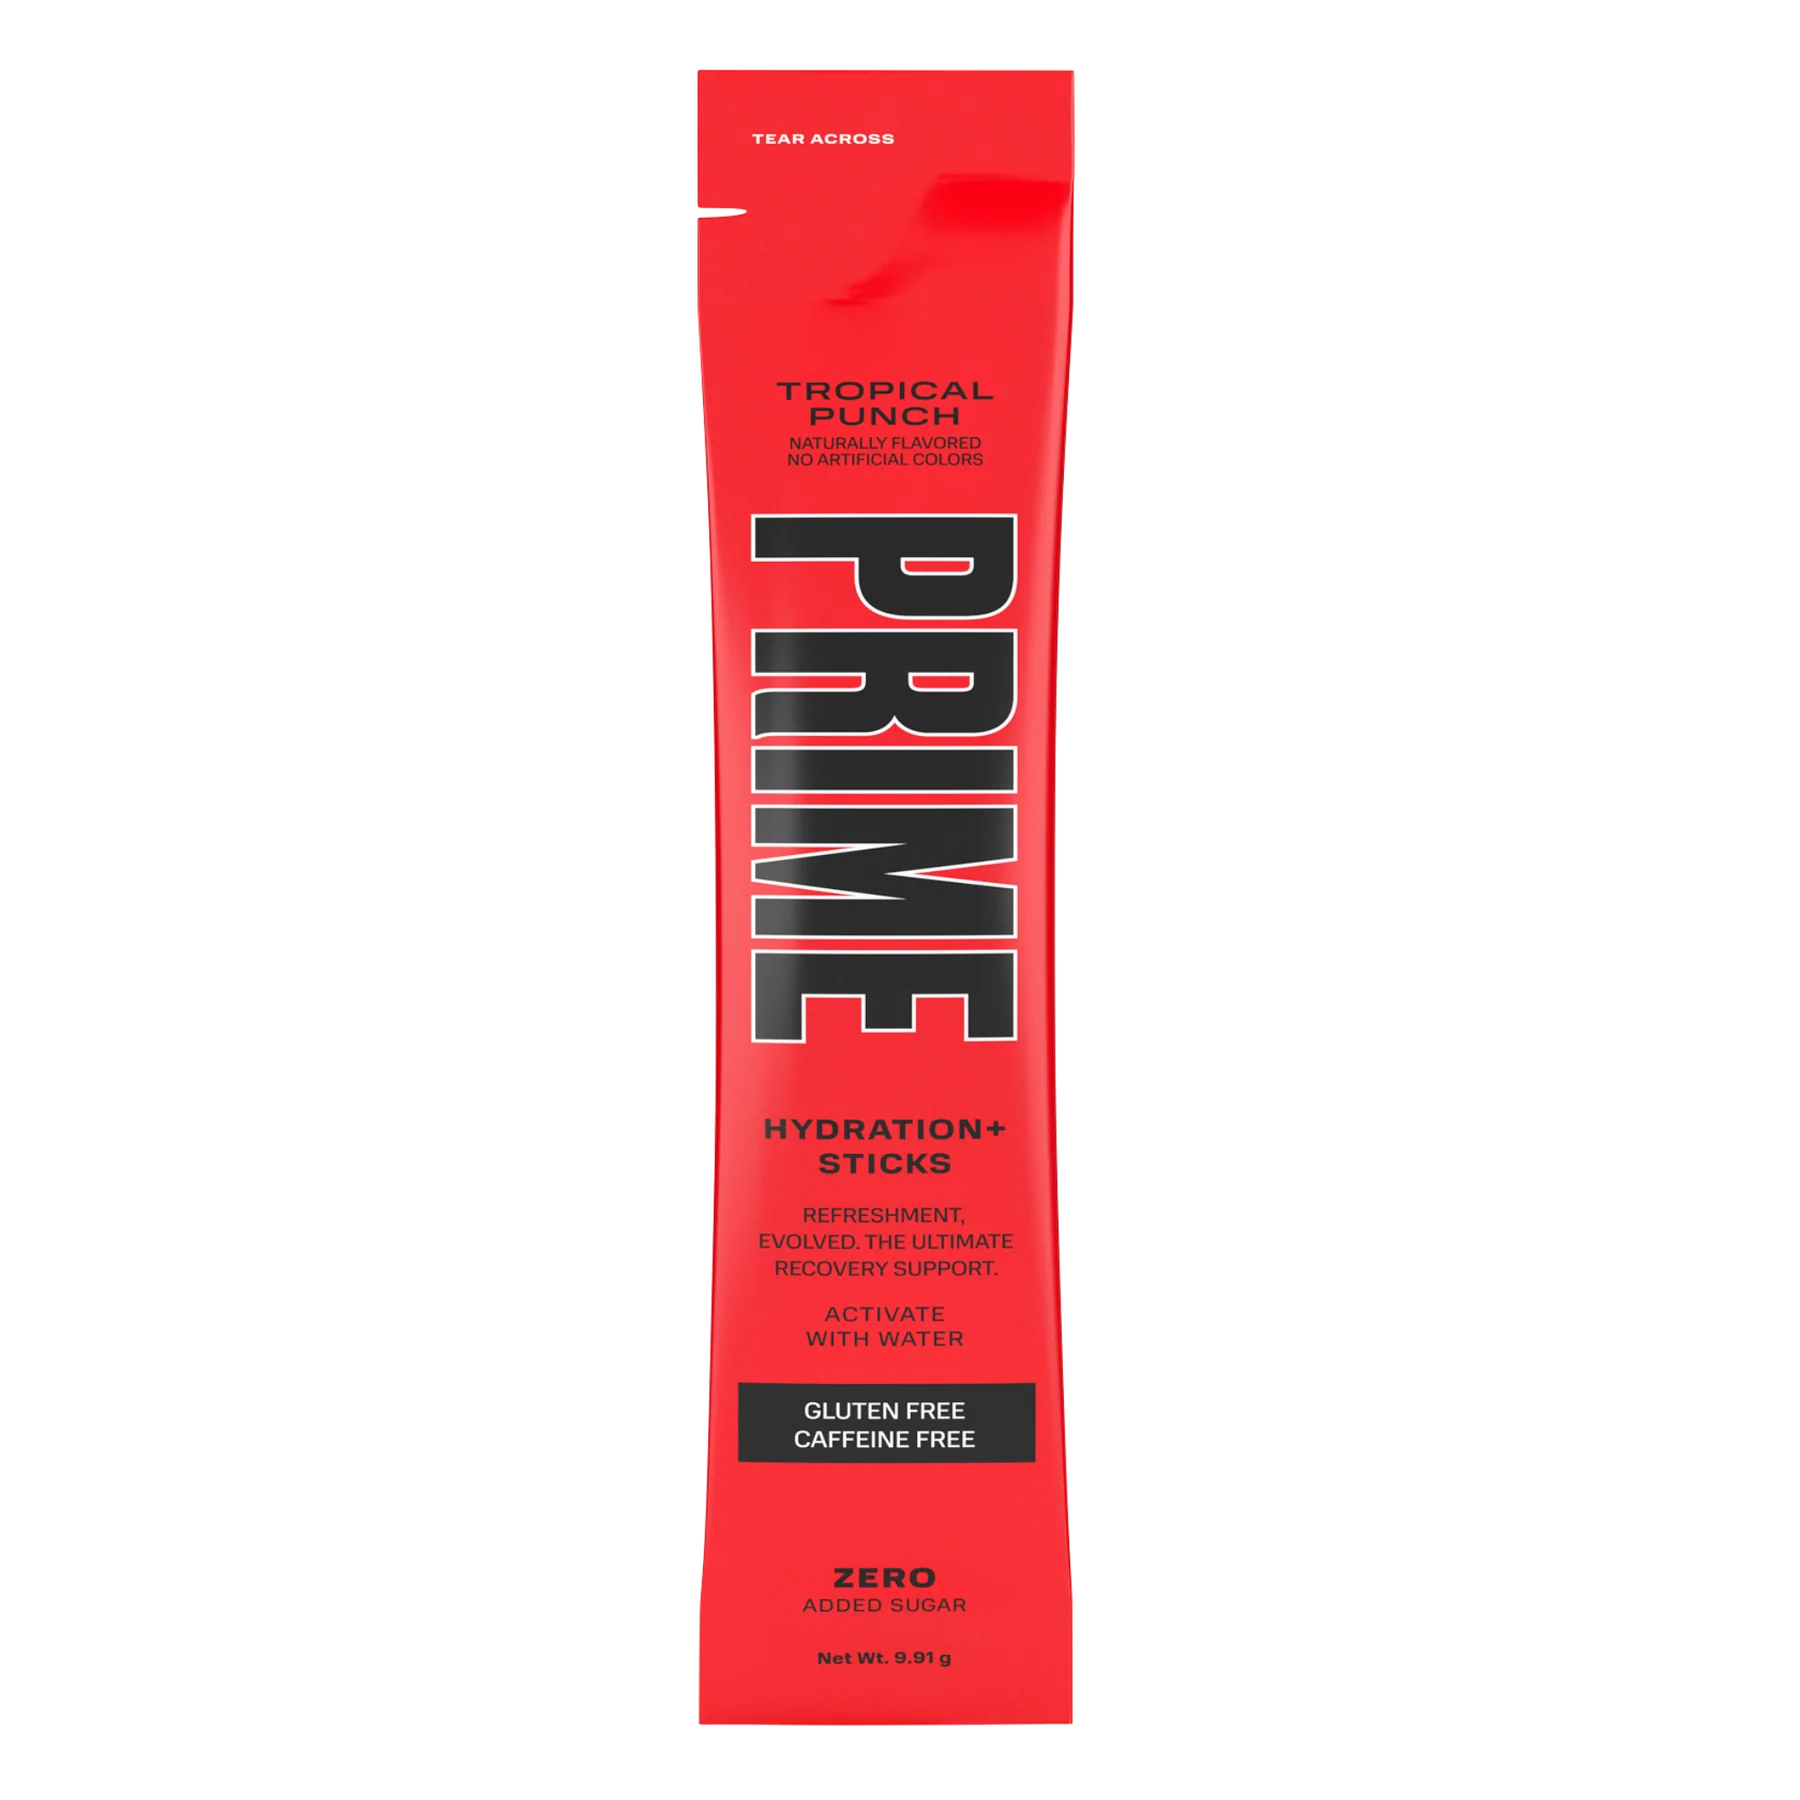 TEAR ACROSS
TROPICAL
PUNCH
NATURALLY FLAVORED
NO ARTIFICIAL COLORS
PRIME
HYDRATION+
STICKS
REFRESHMENT,
EVOLVED. THE ULTIMATE
RECOVERY SUPPORT.
ACTIVATE
WITH WATER
GLUTEN FREE
CAFFEINE FREE
ZERO
ADDED SUGAR
Net Wt. 9.91 g